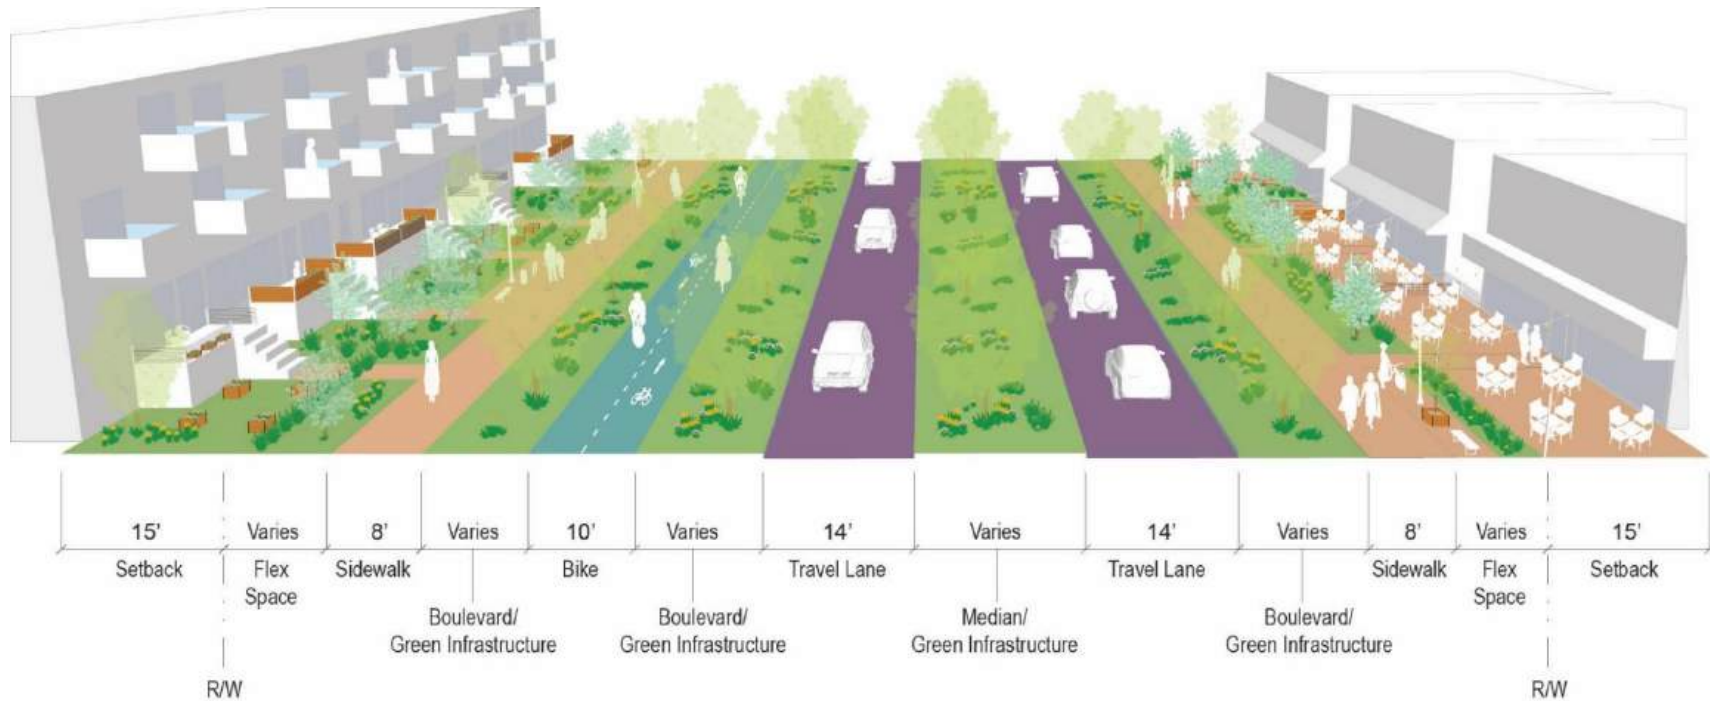 15' Varies 8' Varies 10' Varies 14' Varies 14' Varies 8' Varies 15'
Setback Flex Sidewalk Bike Travel Lane Travel Lane Sidewalk Flex Setback
Space Space
Boulevard/ Boulevard/ Median/ Boulevard/
Green Infrastructure Green Infrastructure Green Infrastructure Green Infrastructure
R/W R/W